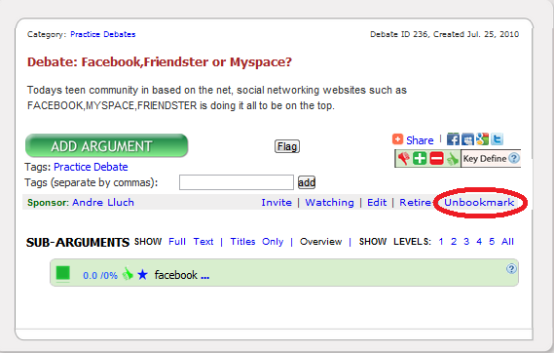 Category: Practice Debates Debate ID 236, Created Jul. 25, 2010
Debate: Facebook,Friendster or Myspace?
Todays teen community in based on the net, social networking websites such as
FACEBOOK,MYSPACE,FRIENDSTER is doing it all to be on the top.
ADD ARGUMENT Flag Share |
Key Define ?
Tags: Practice Debate
Tags (separate by commas): add
Sponsor: Andre Lluch Invite | Watching | Edit | Retire Unbookmark
SUB-ARGUMENTS SHOW Full Text | Titles Only | Overview | SHOW LEVELS: 1 2 3 4 5 All
0.0 /0% facebook ... ?